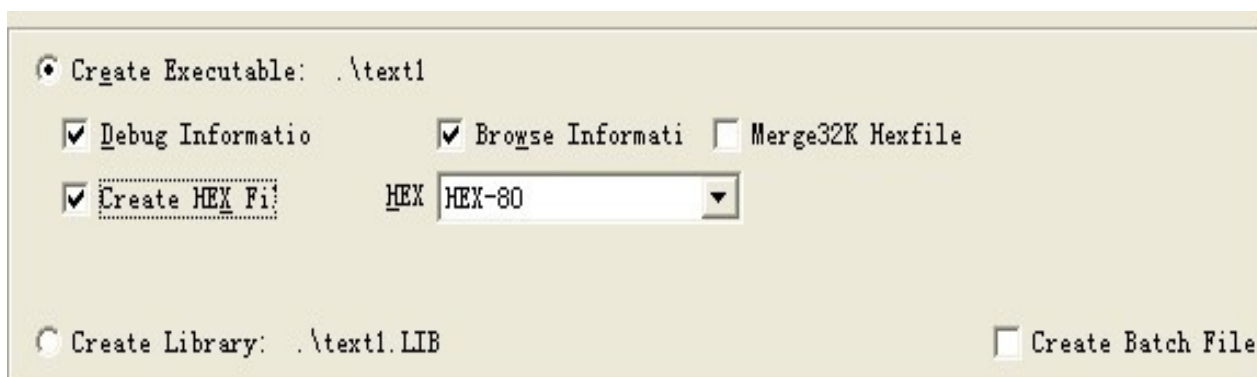 Create Executable: .\text1
Debug Informatio Browse Informati Merge32K Hexfile
Create HEX Fi HEX HEX-80
Create Library: .\text1.LIB Create Batch File